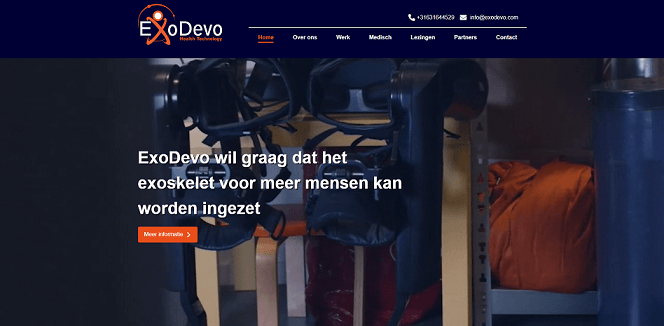 ExoDevo
Health Technology
+31631644529 info@exodevo.com
Home Over ons Werk Medisch Lezingen Partners Contact
ExoDevo wil graag dat het
exoskelet voor meer mensen kan
worden ingezet
Meer informatie